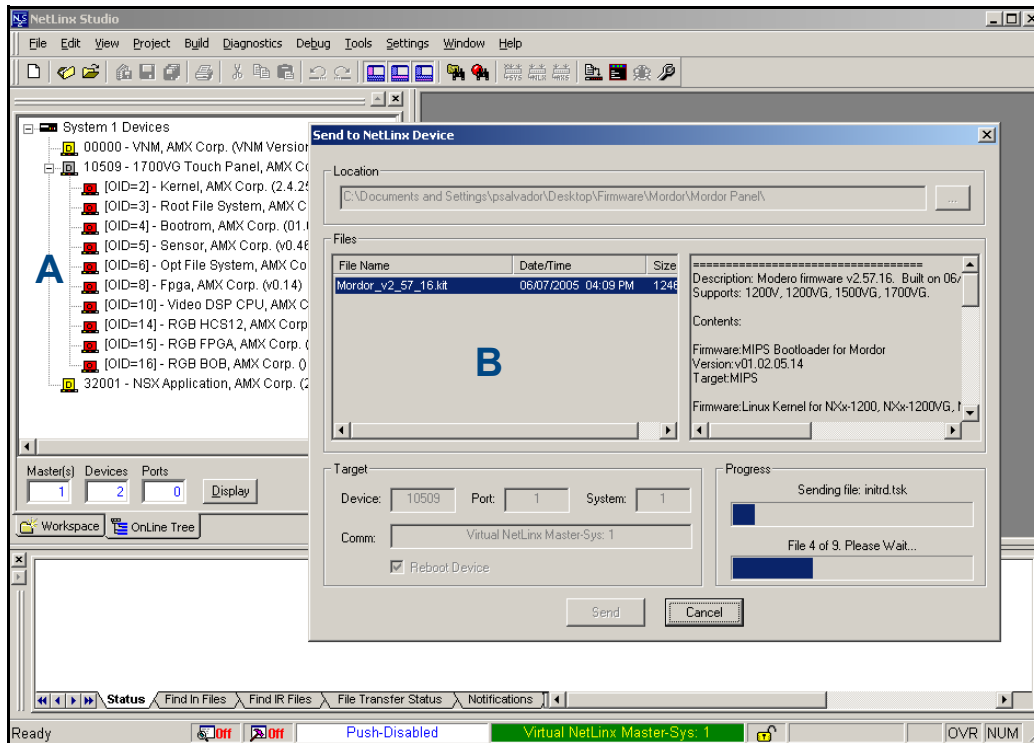 NetLinx Studio
File Edit View Project Build Diagnostics Debug Tools Settings Window Help
System 1 Devices
00000 - VNM, AMX Corp. (VNM Version
10509 - 1700VG Touch Panel, AMX Co
[OID=2] - Kernel, AMX Corp. (2.4.25
[OID=3] - Root File System, AMX C
[OID=4] - Bootrom, AMX Corp. (01.0
[OID=5] - Sensor, AMX Corp. (v0.46
[OID=6] - Opt File System, AMX Co
[OID=8] - Fpga, AMX Corp. (v0.14)
[OID=10] - Video DSP CPU, AMX C
[OID=14] - RGB HCS12, AMX Corp
[OID=15] - RGB FPGA, AMX Corp. (
[OID=16] - RGB BOB, AMX Corp. ()
32001 - NSX Application, AMX Corp. (2
A
Master(s) Devices Ports
1 2 0 Display
Workspace OnLine Tree
Send to NetLinx Device
Location
C:\Documents and Settings\psalvador\Desktop\Firmware\Mordor\Mordor Panel\ ...
Files
File Name Date/Time Size
Mordor_v2_57_16.kit 06/07/2005 04:09 PM 1246
B
===================================
Description: Modero firmware v2.57.16. Built on 06/
Supports: 1200V, 1200VG, 1500VG, 1700VG.
Contents:
Firmware:MIPS Bootloader for Mordor
Version:v01.02.05.14
Target:MIPS
Firmware:Linux Kernel for NXx-1200, NXx-1200VG, N
Target
Device: 10509 Port: 1 System: 1
Comm: Virtual NetLinx Master-Sys: 1
Reboot Device
Progress
Sending file: initrd.tsk
File 4 of 9. Please Wait...
Send Cancel
Status Find In Files Find IR Files File Transfer Status Notifications
Ready Off Off Push-Disabled Virtual NetLinx Master-Sys: 1 OVR NUM